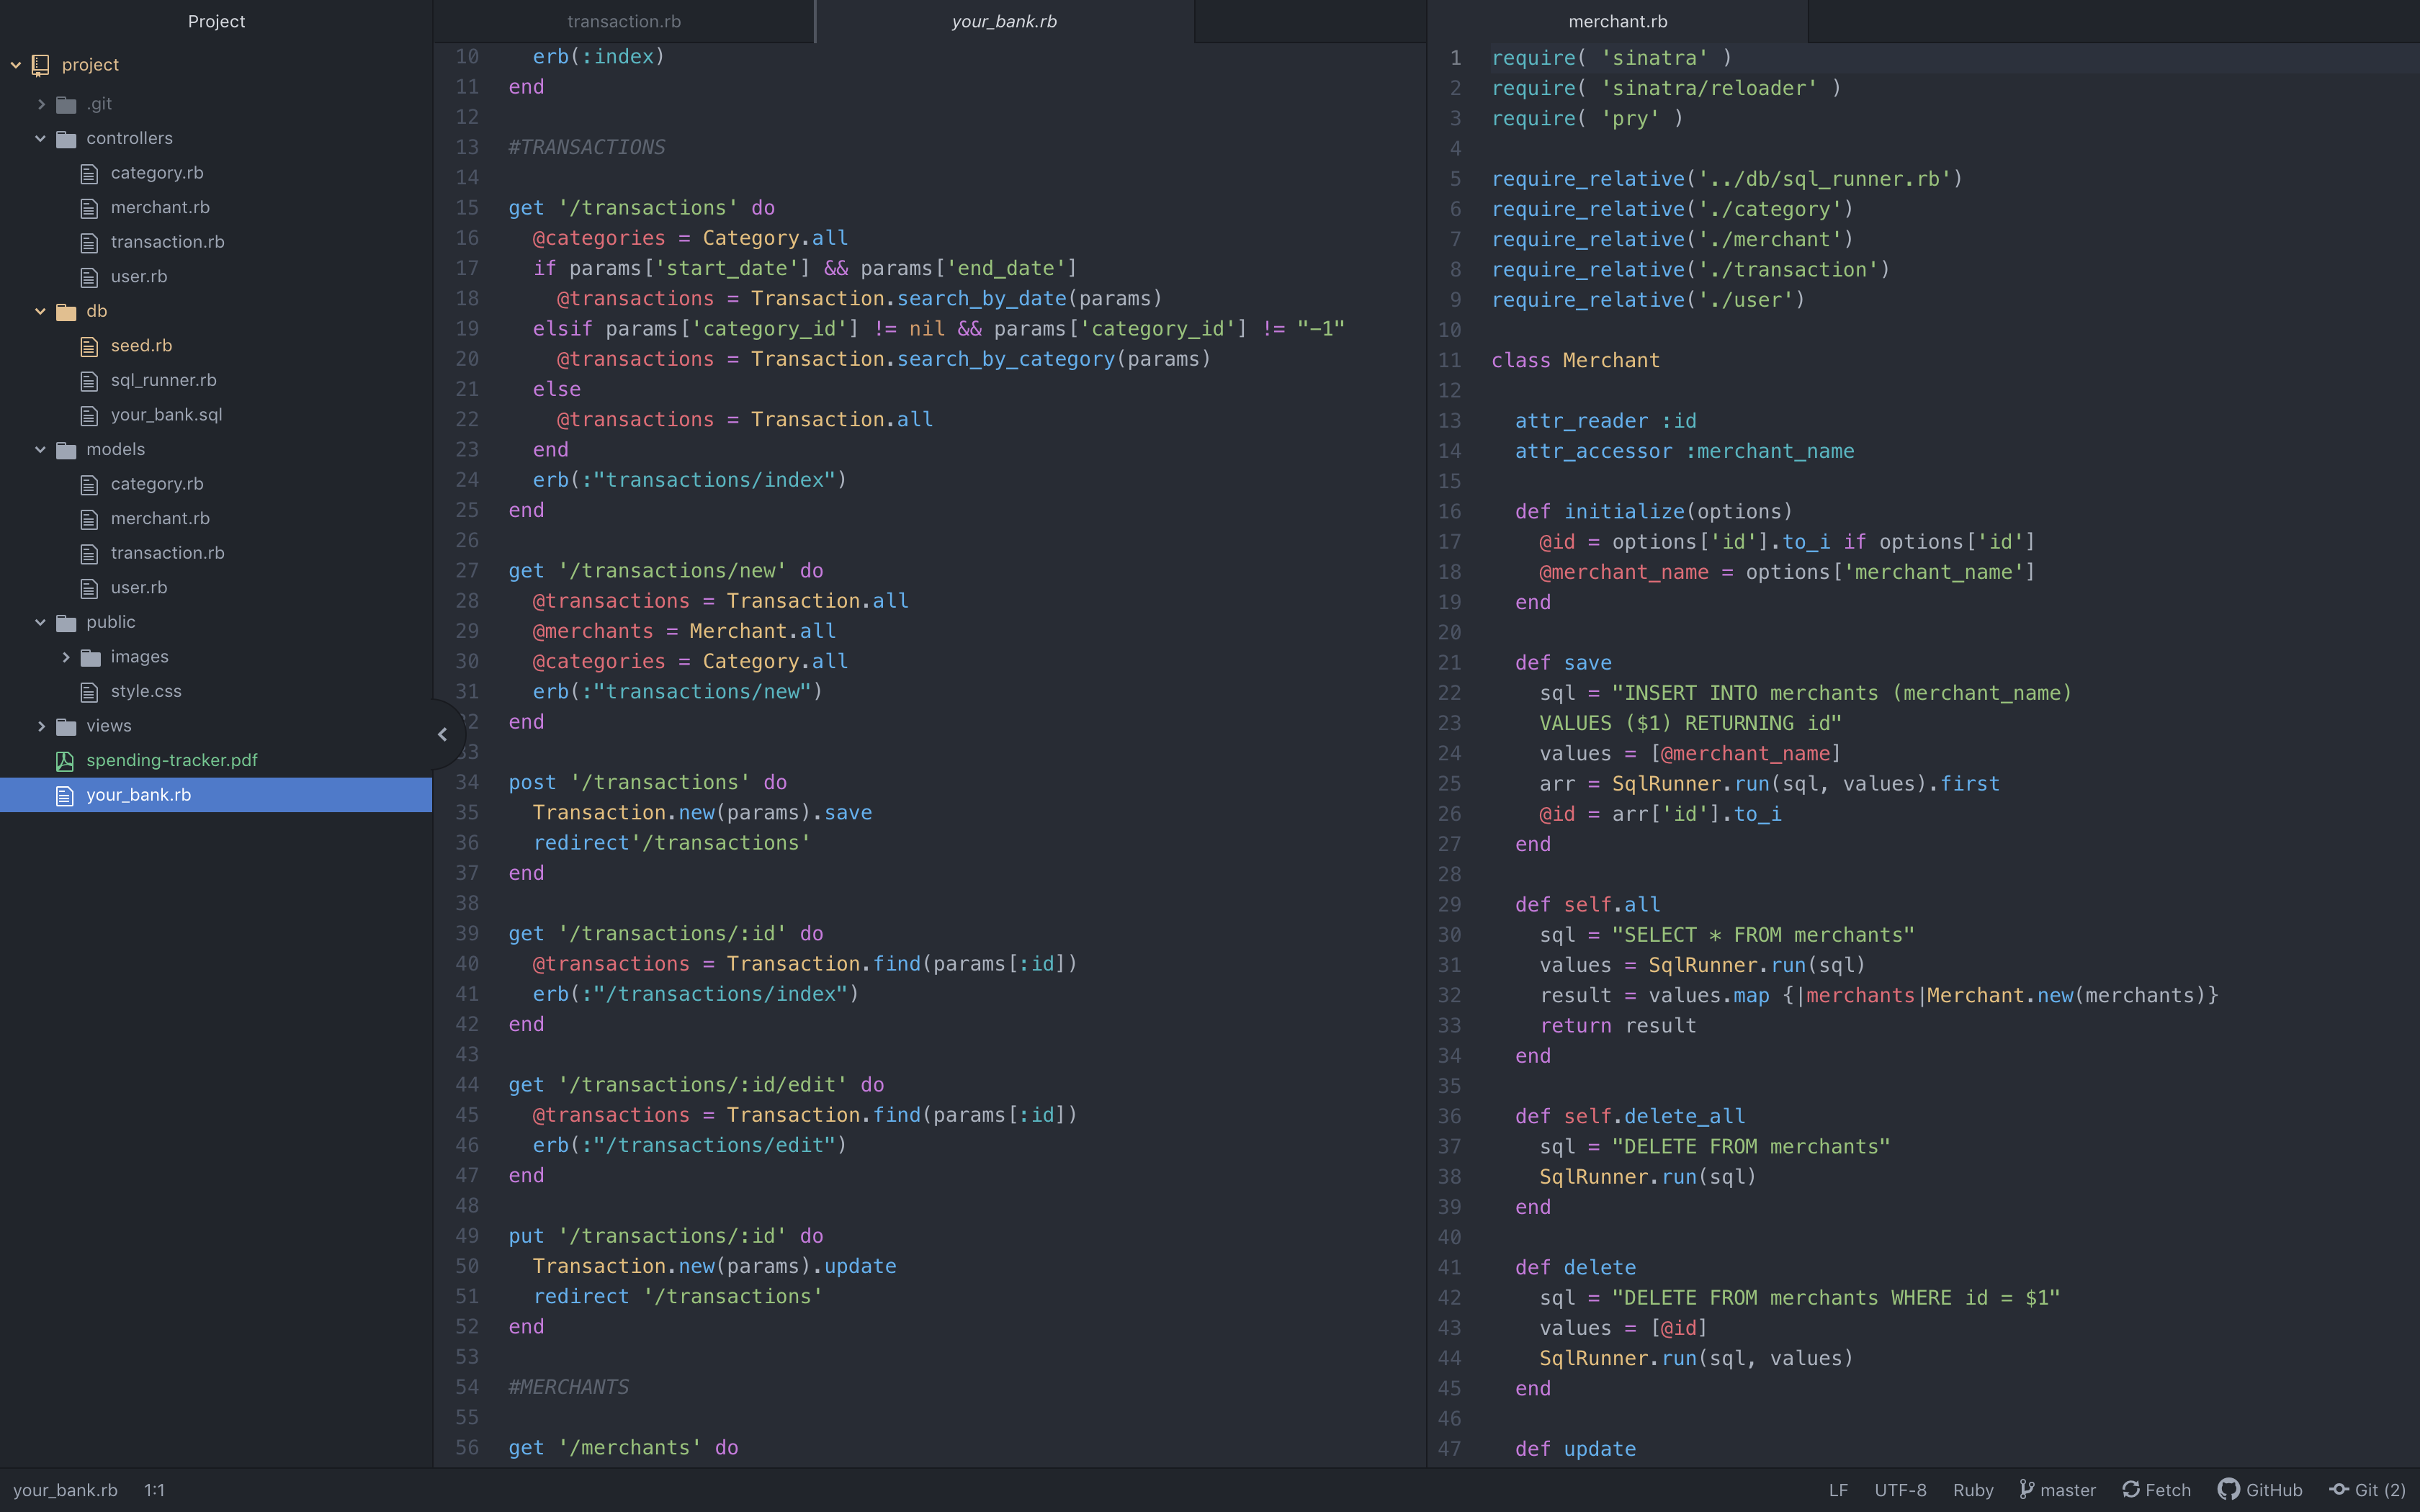 Project
project
.git
controllers
category.rb
merchant.rb
transaction.rb
user.rb
db
seed.rb
sql_runner.rb
your_bank.sql
models
category.rb
merchant.rb
transaction.rb
user.rb
public
images
style.css
views
spending-tracker.pdf
your_bank.rb
transaction.rb
your_bank.rb
10 erb(:index)
11 end
12
13 #TRANSACTIONS
14
15 get '/transactions' do
16 @categories = Category.all
17 if params['start_date'] && params['end_date']
18 @transactions = Transaction.search_by_date(params)
19 elsif params['category_id'] != nil && params['category_id'] != "-1"
20 @transactions = Transaction.search_by_category(params)
21 else
22 @transactions = Transaction.all
23 end
24 erb(:"transactions/index")
25 end
26
27 get '/transactions/new' do
28 @transactions = Transaction.all
29 @merchants = Merchant.all
30 @categories = Category.all
31 erb(:"transactions/new")
2 end
33
34 post '/transactions' do
35 Transaction.new(params).save
36 redirect'/transactions'
37 end
38
39 get '/transactions/:id' do
40 @transactions = Transaction.find(params[:id])
41 erb(:"/transactions/index")
42 end
43
44 get '/transactions/:id/edit' do
45 @transactions = Transaction.find(params[:id])
46 erb(:"/transactions/edit")
47 end
48
49 put '/transactions/:id' do
50 Transaction.new(params).update
51 redirect '/transactions'
52 end
53
54 #MERCHANTS
55
56 get '/merchants' do
merchant.rb
1 require( 'sinatra' )
2 require( 'sinatra/reloader' )
3 require( 'pry' )
4
5 require_relative('../db/sql_runner.rb')
6 require_relative('./category')
7 require_relative('./merchant')
8 require_relative('./transaction')
9 require_relative('./user')
10
11 class Merchant
12
13 attr_reader :id
14 attr_accessor :merchant_name
15
16 def initialize(options)
17 @id = options['id'].to_i if options['id']
18 @merchant_name = options['merchant_name']
19 end
20
21 def save
22 sql = "INSERT INTO merchants (merchant_name)
23 VALUES ($1) RETURNING id"
24 values = [@merchant_name]
25 arr = SqlRunner.run(sql, values).first
26 @id = arr['id'].to_i
27 end
28
29 def self.all
30 sql = "SELECT * FROM merchants"
31 values = SqlRunner.run(sql)
32 result = values.map {|merchants|Merchant.new(merchants)}
33 return result
34 end
35
36 def self.delete_all
37 sql = "DELETE FROM merchants"
38 SqlRunner.run(sql)
39 end
40
41 def delete
42 sql = "DELETE FROM merchants WHERE id = $1"
43 values = [@id]
44 SqlRunner.run(sql, values)
45 end
46
47 def update
your_bank.rb 1:1
LF UTF-8 Ruby master Fetch GitHub Git (2)